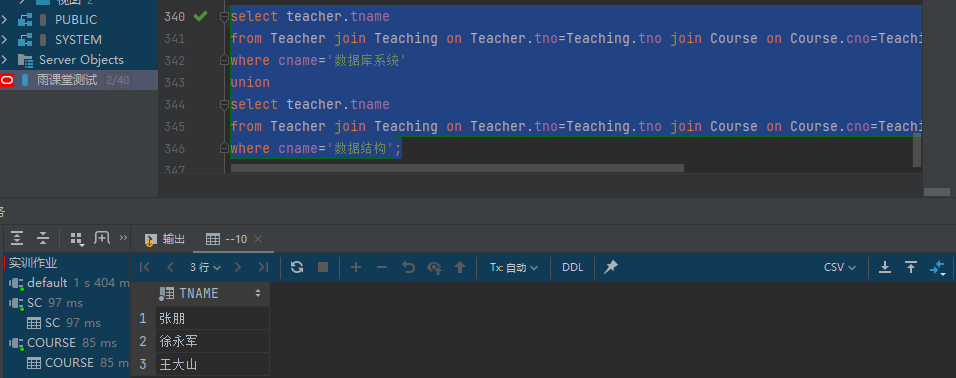 视图 2
PUBLIC
SYSTEM
Server Objects
雨课堂测试 2/40
340 select teacher.tname
341 from Teacher join Teaching on Teacher.tno=Teaching.tno join Course on Course.cno=Teachi
342 where cname='数据库系统'
343 union
344 select teacher.tname
345 from Teacher join Teaching on Teacher.tno=Teaching.tno join Course on Course.cno=Teachi
346 where cname='数据结构';
347
务
>> 输出 --10 ×
实训作业 3 行 Tx: 自动 DDL CSV
default 1 s 404 m
SC 97 ms
SC 97 ms
COURSE 85 ms
COURSE 85 m
TNAME
1 张朋
2 徐永军
3 王大山